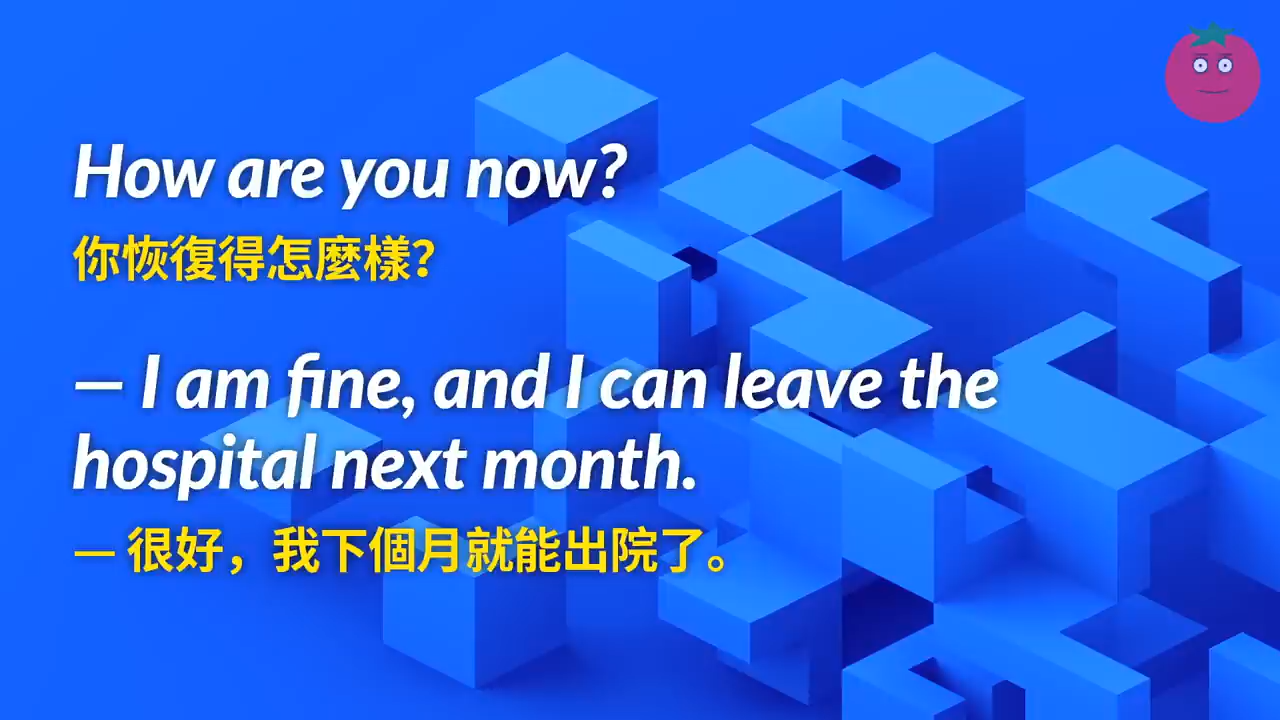 How are you now?
你恢復得怎麼樣？
— I am fine, and I can leave the
hospital next month.
— 很好，我下個月就能出院了。